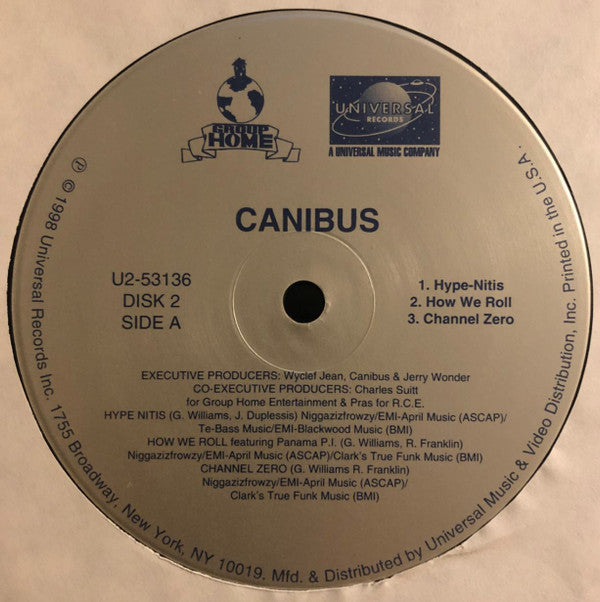 GROUP
HOME
UNIVERSAL
RECORDS
A UNIVERSAL MUSIC COMPANY
CANIBUS
U2-53136
DISK 2
SIDE A
1. Hype-Nitis
2. How We Roll
3. Channel Zero
EXECUTIVE PRODUCERS: Wyclef Jean, Canibus & Jerry Wonder
CO-EXECUTIVE PRODUCERS: Charles Suitt
for Group Home Entertainment & Pras for R.C.E.
HYPE NITIS (G. Williams, J. Duplessis) Niggazizfrowzy/EMI-April Music (ASCAP)/
Te-Bass Music/EMI-Blackwood Music (BMI)
HOW WE ROLL featuring Panama P.I. (G. Williams, R. Franklin)
Niggazizfrowzy/EMI-April Music (ASCAP)/Clark's True Funk Music (BMI)
CHANNEL ZERO (G. Williams R. Franklin)
Niggazizfrowzy/EMI-April Music (ASCAP)/
Clark's True Funk Music (BMI)
℗ © 1998 Universal Records Inc. 1755 Broadway, New York, NY 10019. Mfd. & Distributed by Universal Music & Video Distribution, Inc. Printed in the U.S.A.